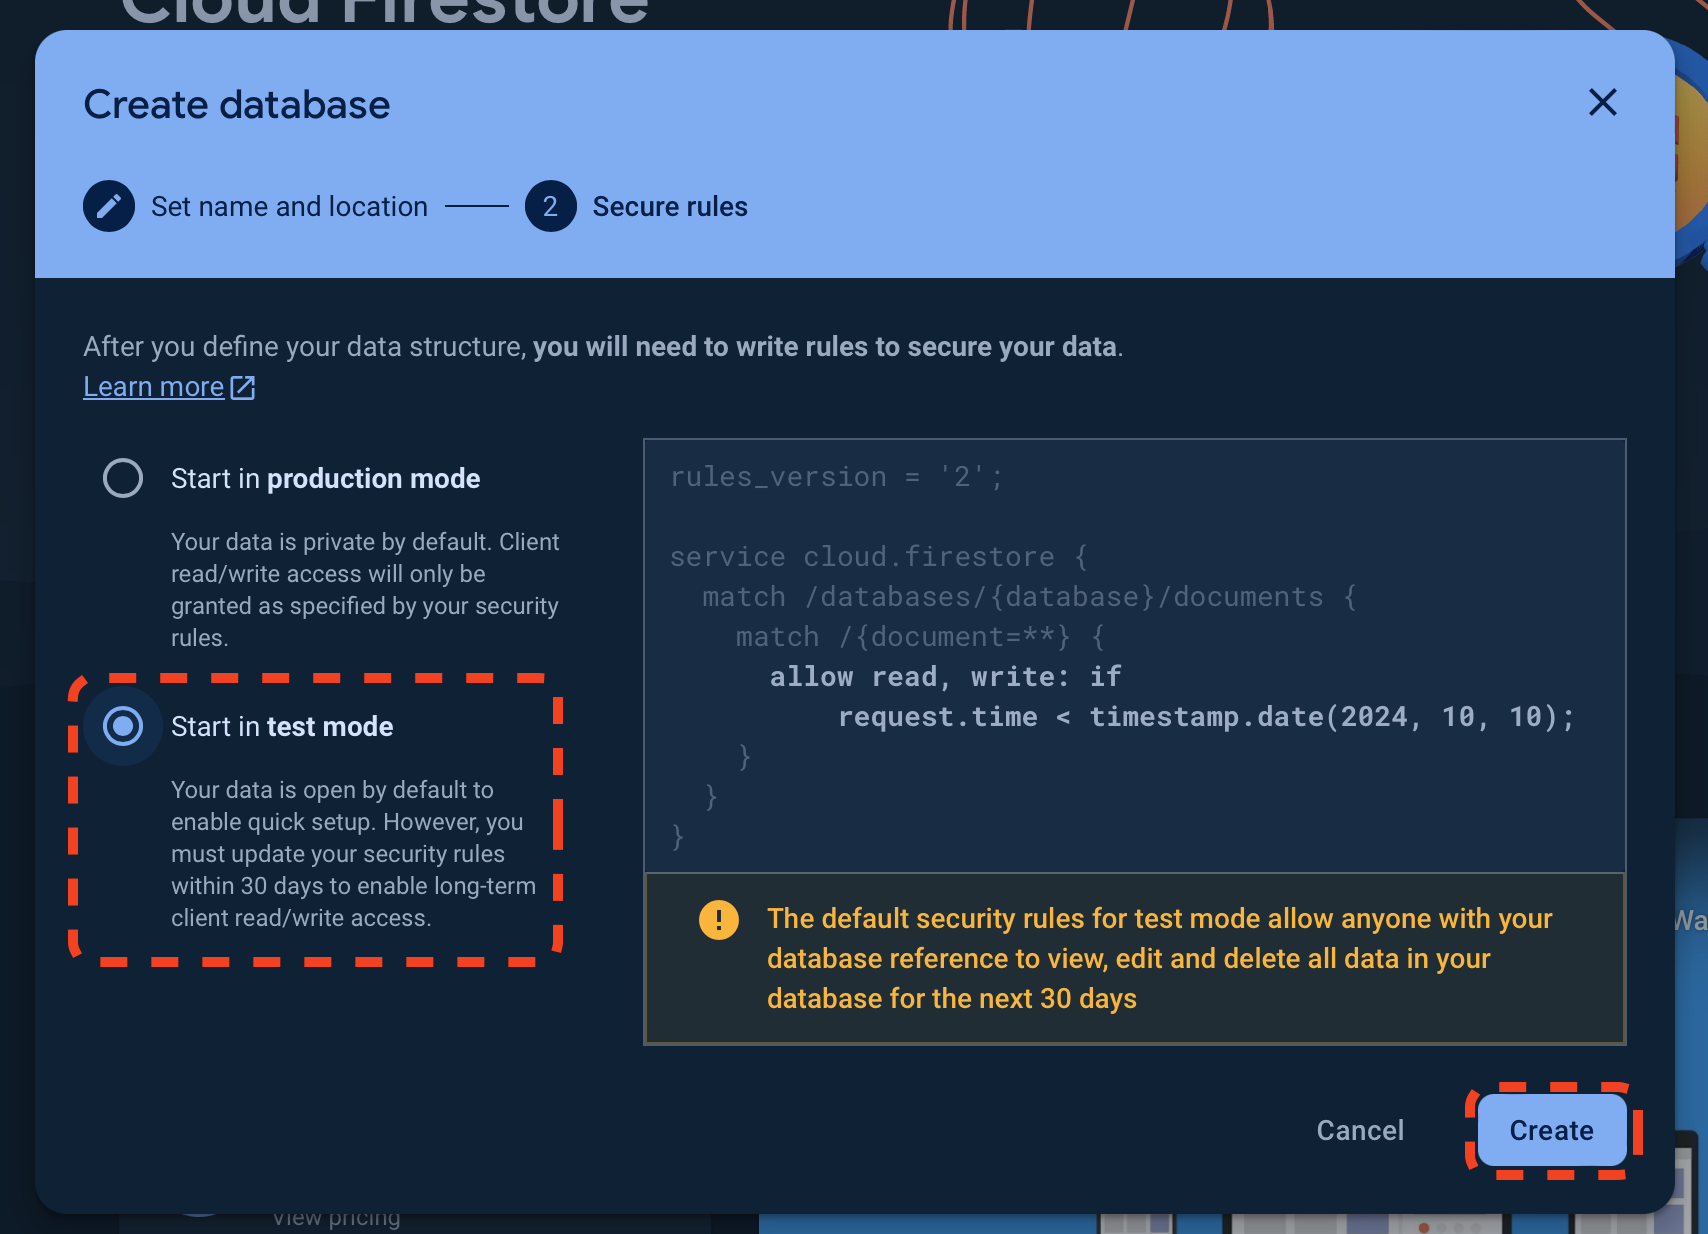 Cloud Firestore
Create database
Set name and location
2 Secure rules
After you define your data structure, you will need to write rules to secure your data.
Learn more
Start in production mode
Your data is private by default. Client
read/write access will only be
granted as specified by your security
rules.
Start in test mode
Your data is open by default to
enable quick setup. However, you
must update your security rules
within 30 days to enable long-term
client read/write access.
rules_version = '2';
service cloud.firestore {
match /databases/{database}/documents {
match /{document=**} {
allow read, write: if
request.time < timestamp.date(2024, 10, 10);
}
}
}
! The default security rules for test mode allow anyone with your
database reference to view, edit and delete all data in your
database for the next 30 days
Cancel
Create
View pricing